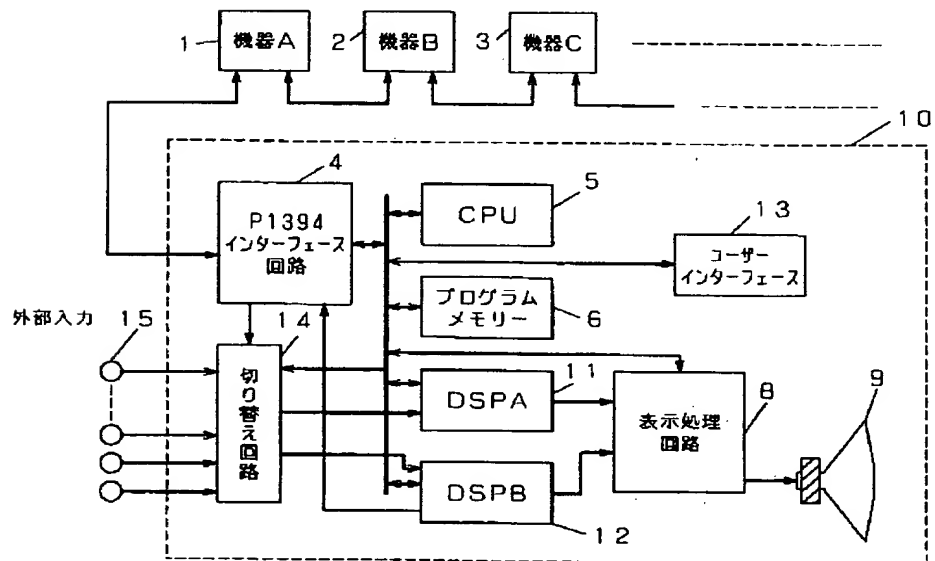 1
機器A
2
機器B
3
機器C
10
4
P1394
インターフェース
回路
5
CPU
13
ユーザー
インターフェース
プログラム
メモリー
6
外部入力
15
14
切り替え回路
11
DSPA
表示処理
回路
8
9
DSPB
12